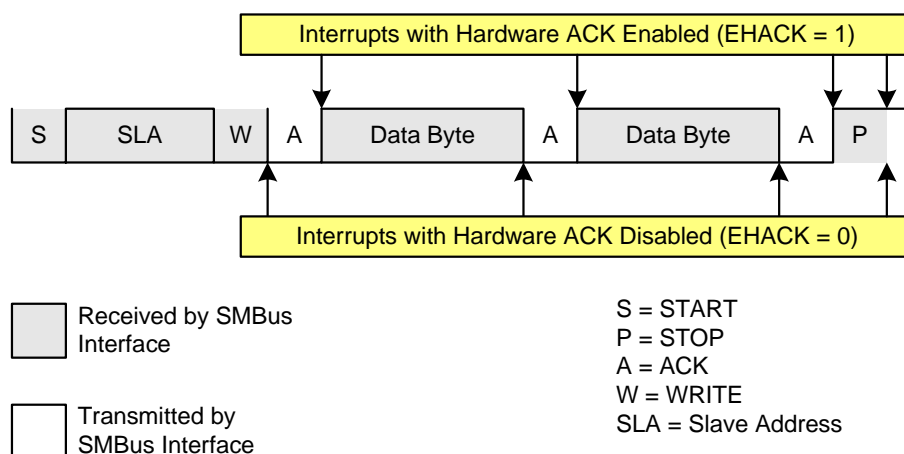 Interrupts with Hardware ACK Enabled (EHACK = 1)
S SLA W A Data Byte A Data Byte A P
Interrupts with Hardware ACK Disabled (EHACK = 0)
Received by SMBus
Interface
Transmitted by
SMBus Interface
S = START
P = STOP
A = ACK
W = WRITE
SLA = Slave Address